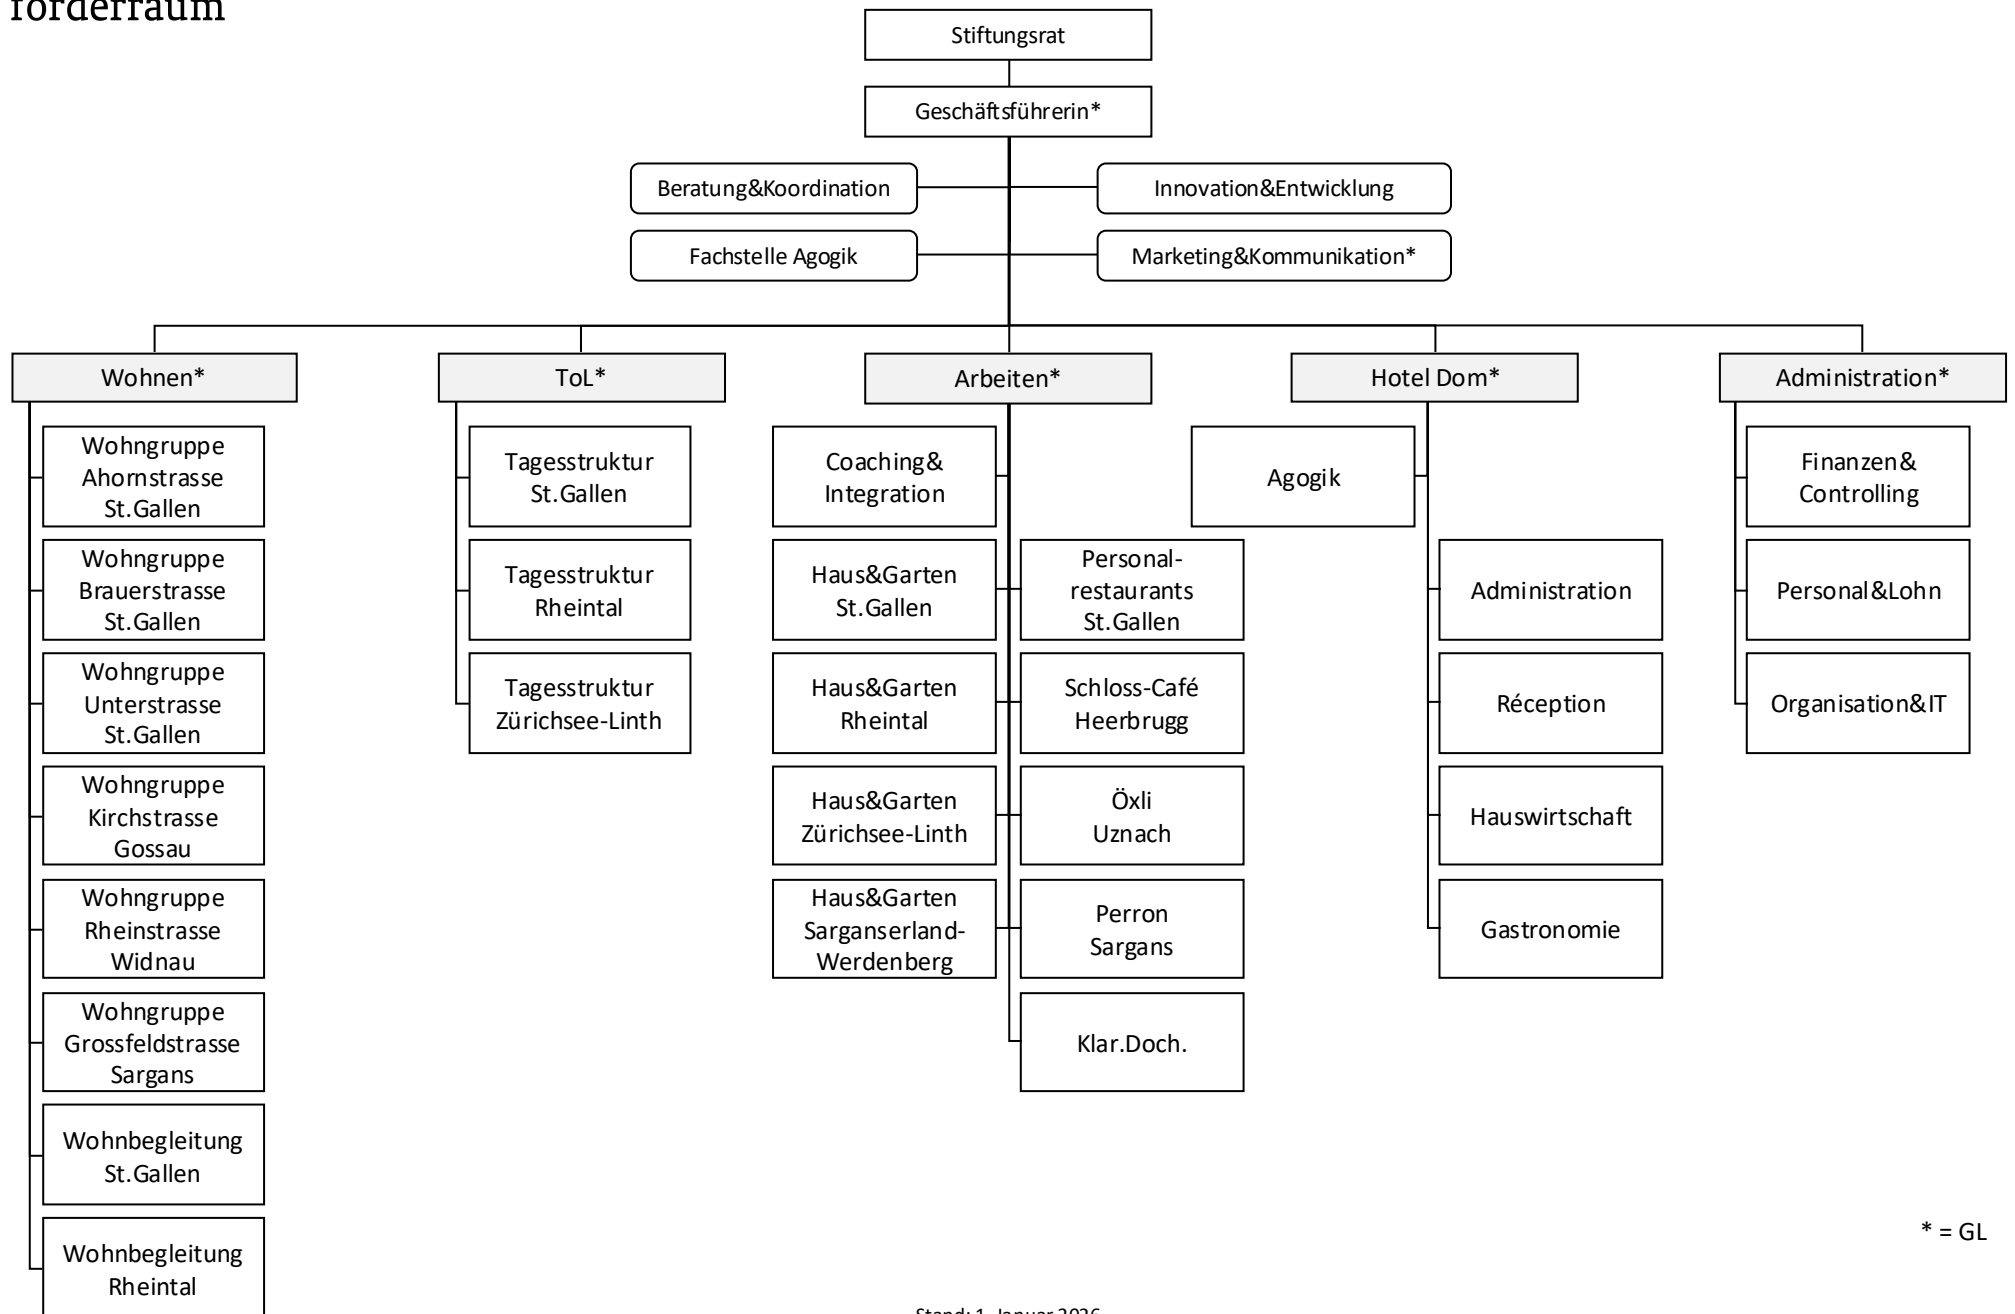 förderraum
Stiftungsrat
Geschäftsführerin*
Beratung&Koordination
Innovation&Entwicklung
Fachstelle Agogik
Marketing&Kommunikation*
Wohnen*
ToL*
Arbeiten*
Hotel Dom*
Administration*
Wohngruppe
Ahornstrasse
St.Gallen
Wohngruppe
Brauerstrasse
St.Gallen
Wohngruppe
Unterstrasse
St.Gallen
Wohngruppe
Kirchstrasse
Gossau
Wohngruppe
Rheinstrasse
Widnau
Wohngruppe
Grossfeldstrasse
Sargans
Wohnbegleitung
St.Gallen
Wohnbegleitung
Rheintal
Tagesstruktur
St.Gallen
Tagesstruktur
Rheintal
Tagesstruktur
Zürichsee-Linth
Coaching&
Integration
Haus&Garten
St.Gallen
Haus&Garten
Rheintal
Haus&Garten
Zürichsee-Linth
Haus&Garten
Sarganserland-
Werdenberg
Personal-
restaurants
St.Gallen
Schloss-Café
Heerbrugg
Öxli
Uznach
Perron
Sargans
Klar.Doch.
Agogik
Administration
Réception
Hauswirtschaft
Gastronomie
Finanzen&
Controlling
Personal&Lohn
Organisation&IT
* = GL
Stand: 1. Januar 2026